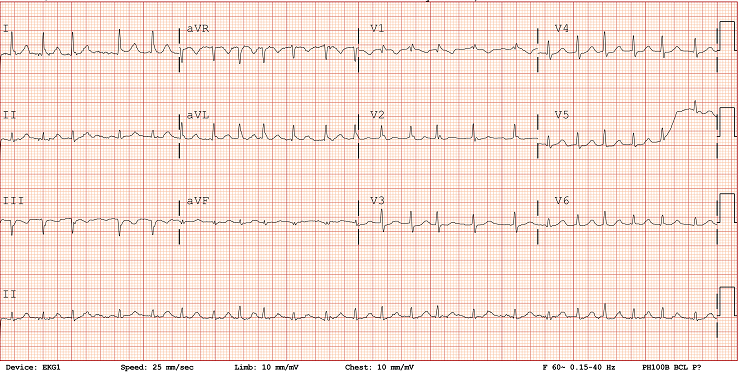 I aVR V1 V4
II aVL V2 V5
III aVF V3 V6
II
Device: EKG1 Speed: 25 mm/sec Limb: 10 mm/mV Chest: 10 mm/mV F 60~ 0.15-40 Hz PH100B BCL P?